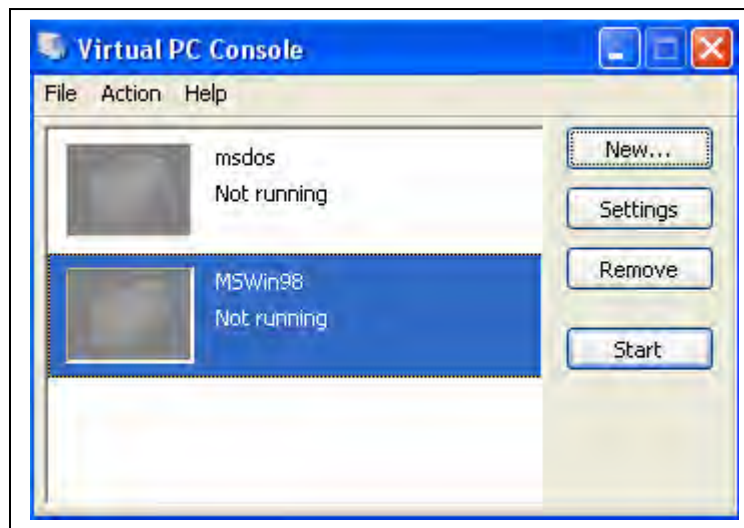 Virtual PC Console
File Action Help
msdos
Not running
MSWin98
Not running
New...
Settings
Remove
Start